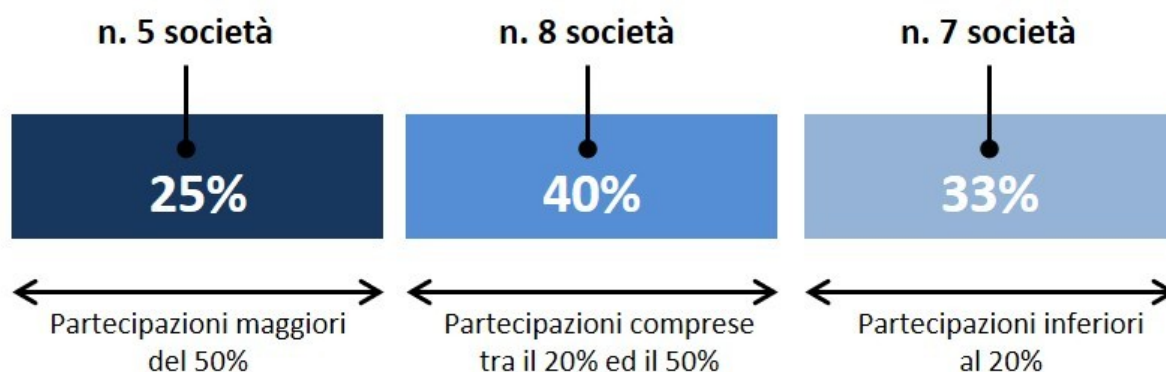 n. 5 società
n. 8 società
n. 7 società
25%
40%
33%
Partecipazioni maggiori
del 50%
Partecipazioni comprese
tra il 20% ed il 50%
Partecipazioni inferiori
al 20%